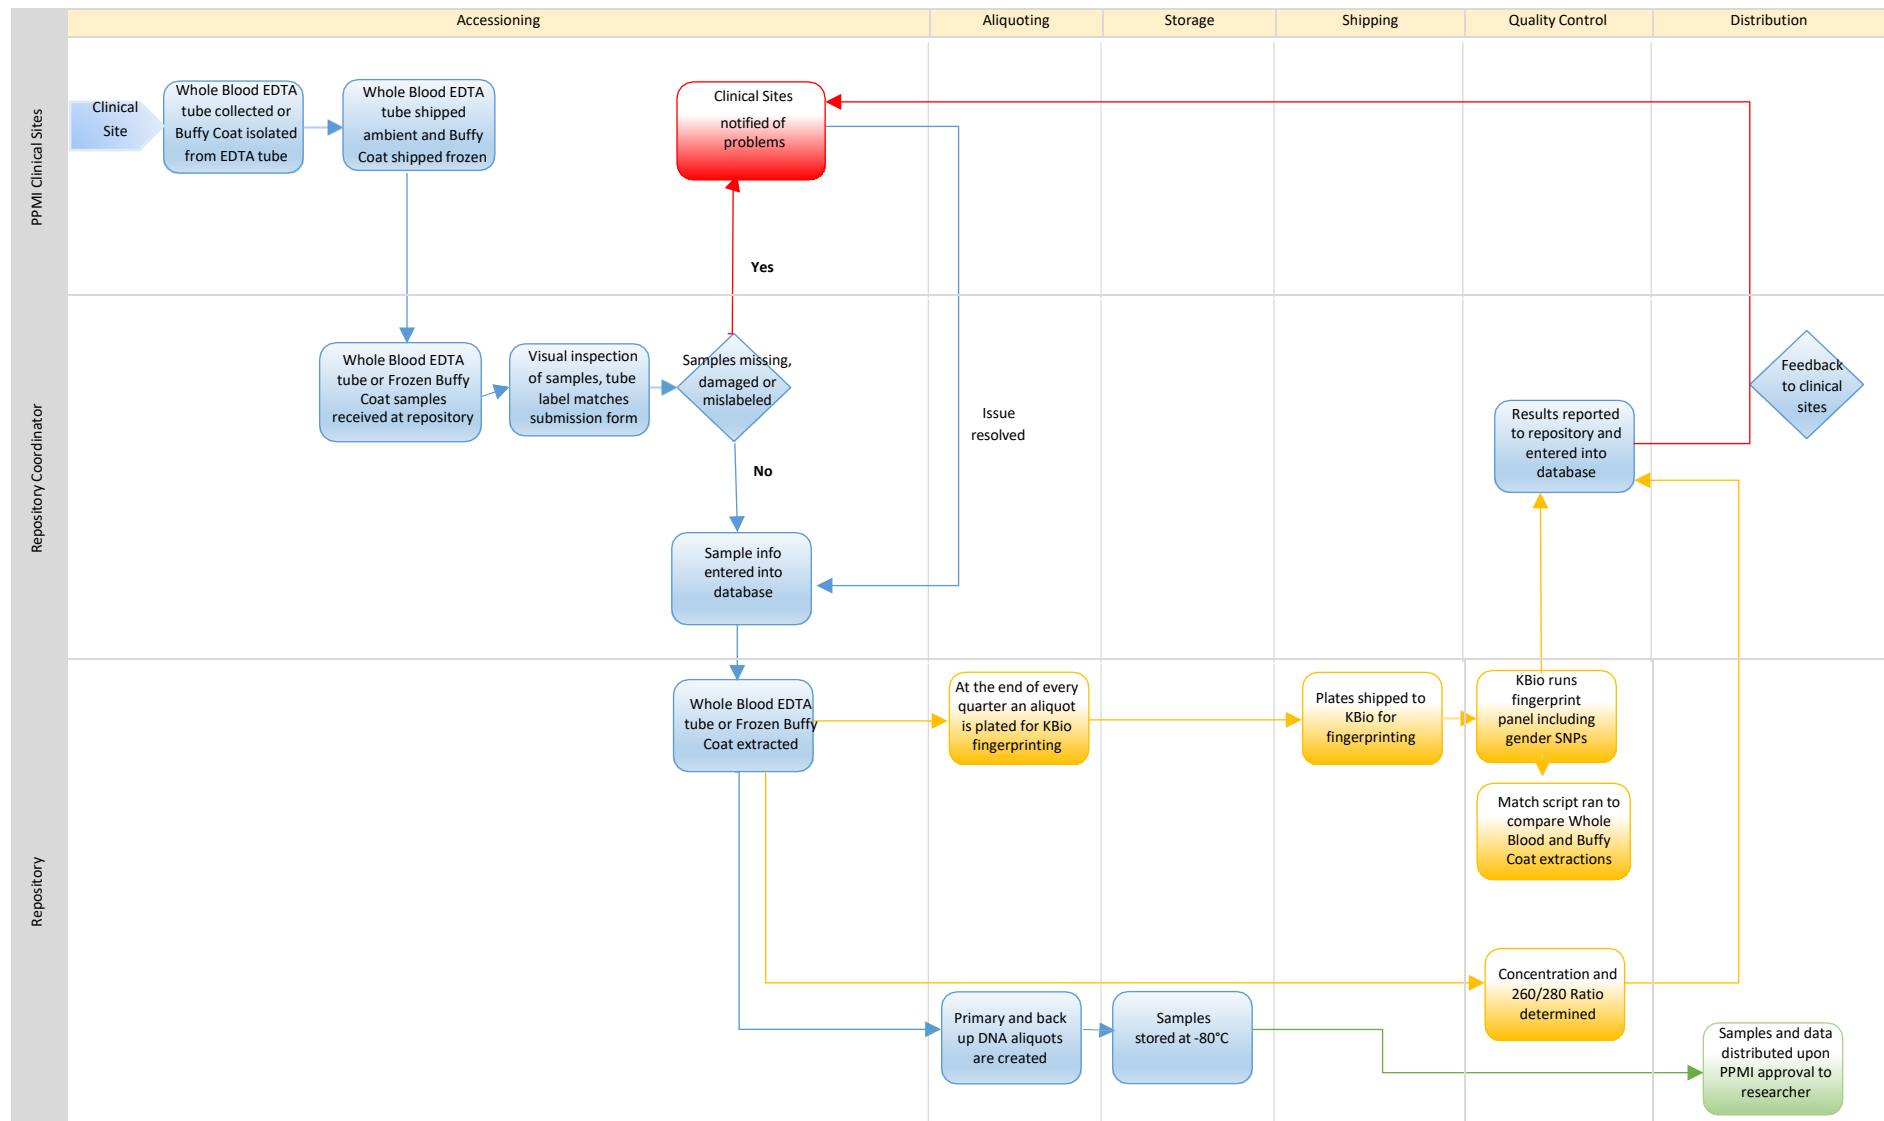 Accessioning
Aliquoting
Storage
Shipping
Quality Control
Distribution
PPMI Clinical Sites
Clinical
Site
Whole Blood EDTA
tube collected or
Buffy Coat isolated
from EDTA tube
Whole Blood EDTA
tube shipped
ambient and Buffy
Coat shipped frozen
Clinical Sites
notified of
problems
Yes
Repository Coordinator
Whole Blood EDTA
tube or Frozen Buffy
Coat samples
received at repository
Visual inspection
of samples, tube
label matches
submission form
Samples missing,
damaged or
mislabeled
No
Issue
resolved
Sample info
entered into
database
Results reported
to repository and
entered into
database
Feedback
to clinical
sites
Repository
Whole Blood EDTA
tube or Frozen Buffy
Coat extracted
At the end of every
quarter an aliquot
is plated for KBio
fingerprinting
Plates shipped to
KBio for
fingerprinting
KBio runs
fingerprint
panel including
gender SNPs
Match script ran to
compare Whole
Blood and Buffy
Coat extractions
Concentration and
260/280 Ratio
determined
Primary and back
up DNA aliquots
are created
Samples
stored at -80°C
Samples and data
distributed upon
PPMI approval to
researcher